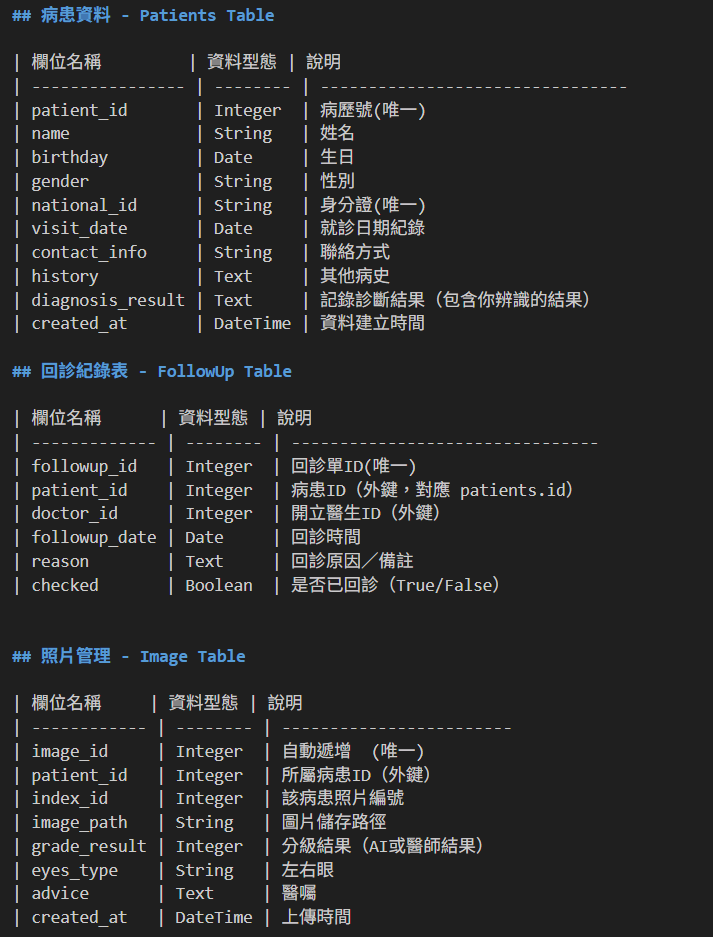 ## 病患資料 - Patients Table
| 欄位名稱 | 資料型態 | 說明
| ---------------- | -------- | --------------------------------
| patient_id | Integer | 病歷號(唯一)
| name | String | 姓名
| birthday | Date | 生日
| gender | String | 性別
| national_id | String | 身分證(唯一)
| visit_date | Date | 就診日期紀錄
| contact_info | String | 聯絡方式
| history | Text | 其他病史
| diagnosis_result | Text | 記錄診斷結果（包含你辨識的結果）
| created_at | DateTime | 資料建立時間
## 回診紀錄表 - FollowUp Table
| 欄位名稱 | 資料型態 | 說明
| ------------- | -------- | --------------------------------
| followup_id | Integer | 回診單ID(唯一)
| patient_id | Integer | 病患ID（外鍵，對應 patients.id）
| doctor_id | Integer | 開立醫生ID（外鍵）
| followup_date | Date | 回診時間
| reason | Text | 回診原因／備註
| checked | Boolean | 是否已回診（True/False）
## 照片管理 - Image Table
| 欄位名稱 | 資料型態 | 說明
| ------------ | -------- | ------------------------
| image_id | Integer | 自動遞增 (唯一)
| patient_id | Integer | 所屬病患ID（外鍵）
| index_id | Integer | 該病患照片編號
| image_path | String | 圖片儲存路徑
| grade_result | Integer | 分級結果（AI或醫師結果）
| eyes_type | String | 左右眼
| advice | Text | 醫囑
| created_at | DateTime | 上傳時間